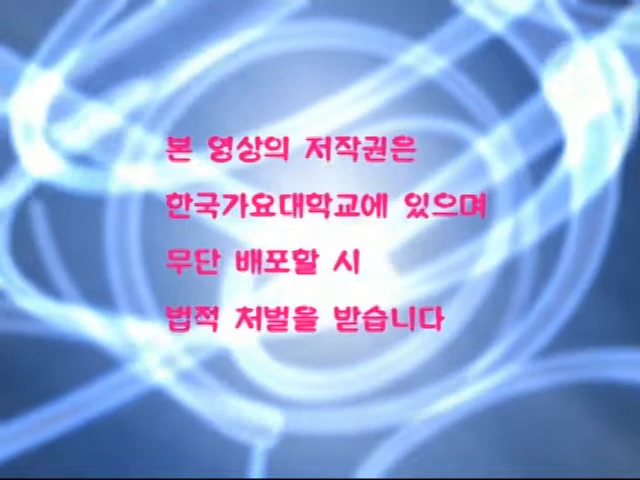 본 영상의 저작권은
한국가요대학교에 있으며
무단 배포할 시
법적 처벌을 받습니다